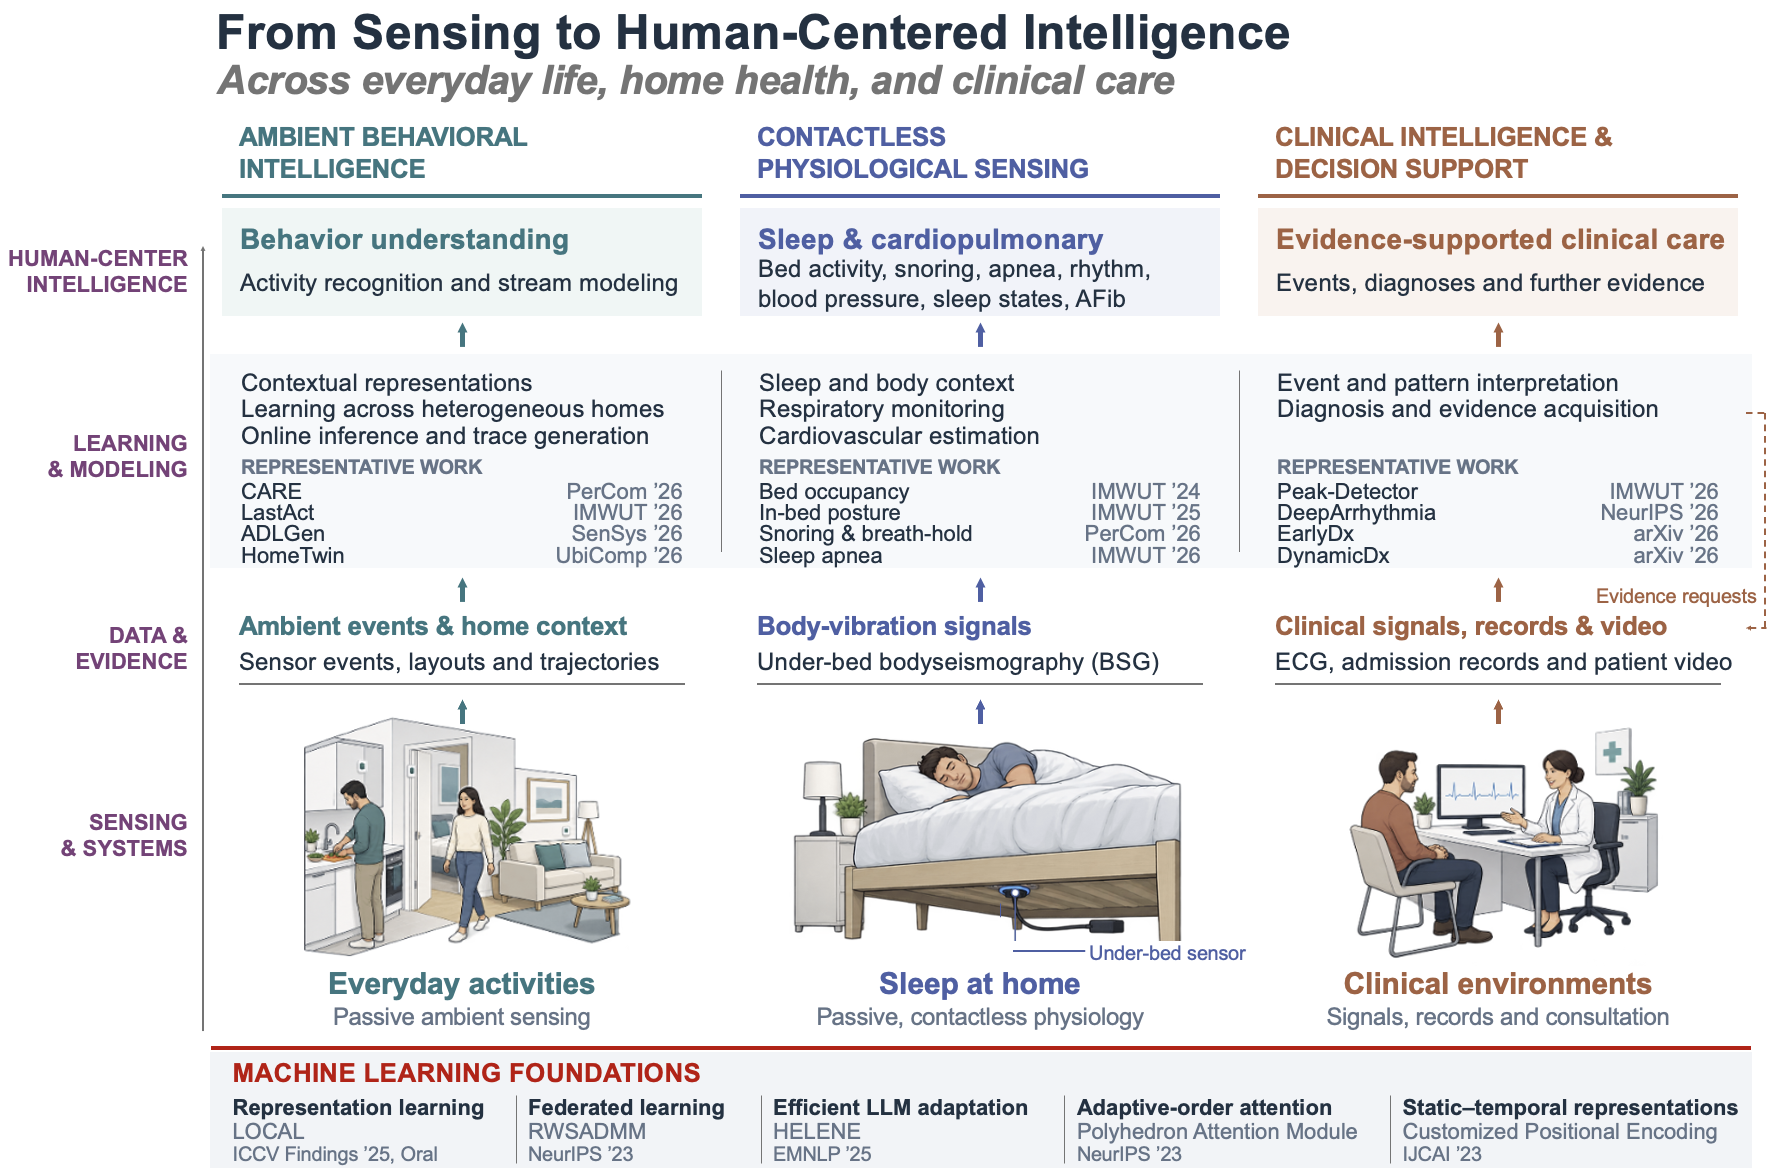 From Sensing to Human-Centered Intelligence
Across everyday life, home health, and clinical care
AMBIENT BEHAVIORAL
INTELLIGENCE
CONTACTLESS
PHYSIOLOGICAL SENSING
CLINICAL INTELLIGENCE &
DECISION SUPPORT
HUMAN-CENTER
INTELLIGENCE
Behavior understanding
Activity recognition and stream modeling
Sleep & cardiopulmonary
Bed activity, snoring, apnea, rhythm,
blood pressure, sleep states, AFib
Evidence-supported clinical care
Events, diagnoses and further evidence
LEARNING
& MODELING
Contextual representations
Learning across heterogeneous homes
Online inference and trace generation
REPRESENTATIVE WORK
CARE PerCom ’26
LastAct IMWUT ’26
ADLGen SenSys ’26
HomeTwin UbiComp ’26
Sleep and body context
Respiratory monitoring
Cardiovascular estimation
REPRESENTATIVE WORK
Bed occupancy IMWUT ’24
In-bed posture IMWUT ’25
Snoring & breath-hold PerCom ’26
Sleep apnea IMWUT ’26
Event and pattern interpretation
Diagnosis and evidence acquisition
REPRESENTATIVE WORK
Peak-Detector IMWUT ’26
DeepArrhythmia NeurIPS ’26
EarlyDx arXiv ’26
DynamicDx arXiv ’26
Evidence requests
DATA &
EVIDENCE
Ambient events & home context
Sensor events, layouts and trajectories
Body-vibration signals
Under-bed bodyseismography (BSG)
Clinical signals, records & video
ECG, admission records and patient video
SENSING
& SYSTEMS
Under-bed sensor
Everyday activities
Passive ambient sensing
Sleep at home
Passive, contactless physiology
Clinical environments
Signals, records and consultation
MACHINE LEARNING FOUNDATIONS
Representation learning
LOCAL
ICCV Findings ’25, Oral
Federated learning
RWSADMM
NeurIPS ’23
Efficient LLM adaptation
HELENE
EMNLP ’25
Adaptive-order attention
Polyhedron Attention Module
NeurIPS ’23
Static–temporal representations
Customized Positional Encoding
IJCAI ’23